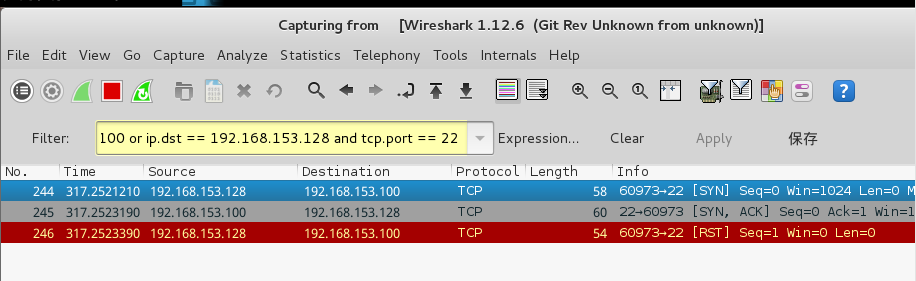 Capturing from [Wireshark 1.12.6 (Git Rev Unknown from unknown)]
File Edit View Go Capture Analyze Statistics Telephony Tools Internals Help
Filter: 100 or ip.dst == 192.168.153.128 and tcp.port == 22 Expression... Clear Apply 保存
No. Time Source Destination Protocol Length Info
244 317.2521210 192.168.153.128 192.168.153.100 TCP 58 60973→22 [SYN] Seq=0 Win=1024 Len=0 M
245 317.2523190 192.168.153.100 192.168.153.128 TCP 60 22→60973 [SYN, ACK] Seq=0 Ack=1 Win=1
246 317.2523390 192.168.153.128 192.168.153.100 TCP 54 60973→22 [RST] Seq=1 Win=0 Len=0